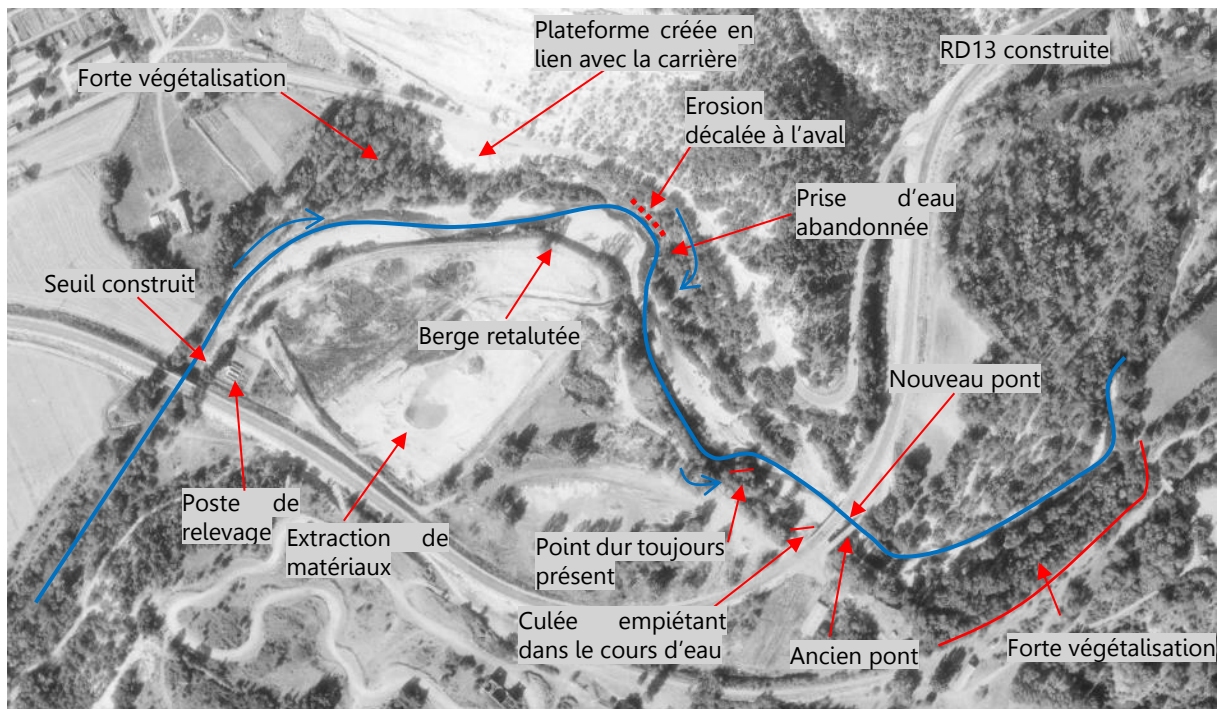 Plateforme créée en
lien avec la carrière
RD13 construite
Forte végétalisation
Erosion
décalée à l'aval
Prise d'eau
abandonnée
Seuil construit
Berge retalutée
Nouveau pont
Poste de
relevage
Extraction de
matériaux
Point dur toujours
présent
Culée empiétant
dans le cours d'eau
Ancien pont
Forte végétalisation